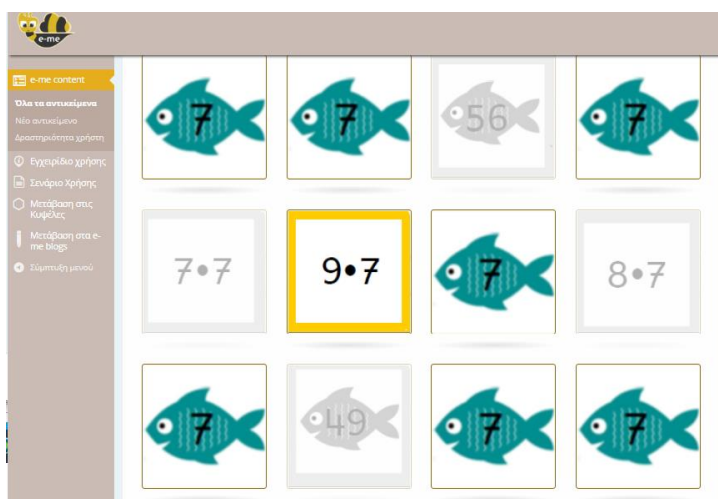 e-me
e-me content
Όλα τα αντικείμενα
Νέο αντικείμενο
Δραστηριότητα χρήστη
Εγχειρίδιο χρήσης
Σενάριο Χρήσης
Μετάβαση στις
Κυψέλες
Μετάβαση στα e-
me blogs
Σύμπτυξη μενού
7 7 56 7
7•7 9•7 7 8•7
7 49 7 7